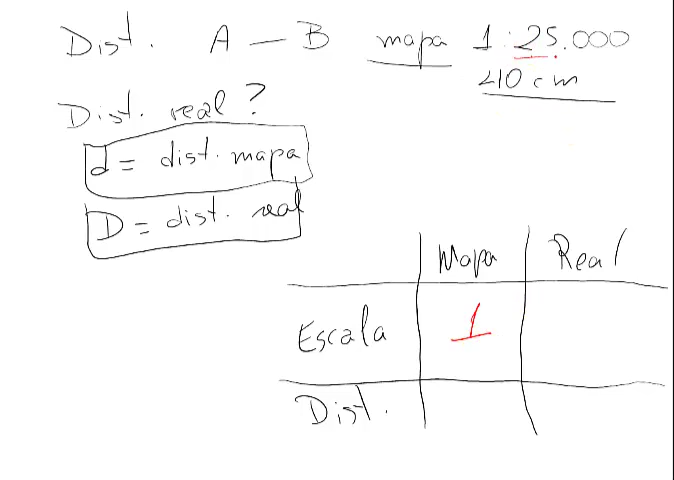 Dist. A — B mapa 1:25.000
40 cm
Dist. real?
d = dist. mapa
D = dist. real
Mapa Real
Escala 1
Dist.